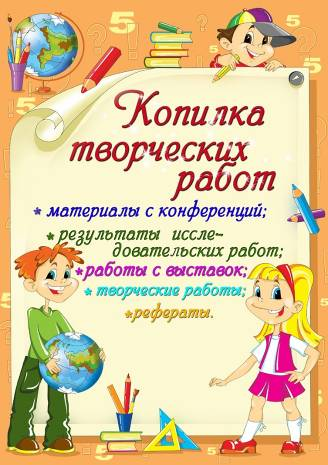 Копилка
творческих
работ
* материалы с конференций;
* результаты иссле-
довательских работ;
* работы с выставок;
* творческие работы;
* рефераты.